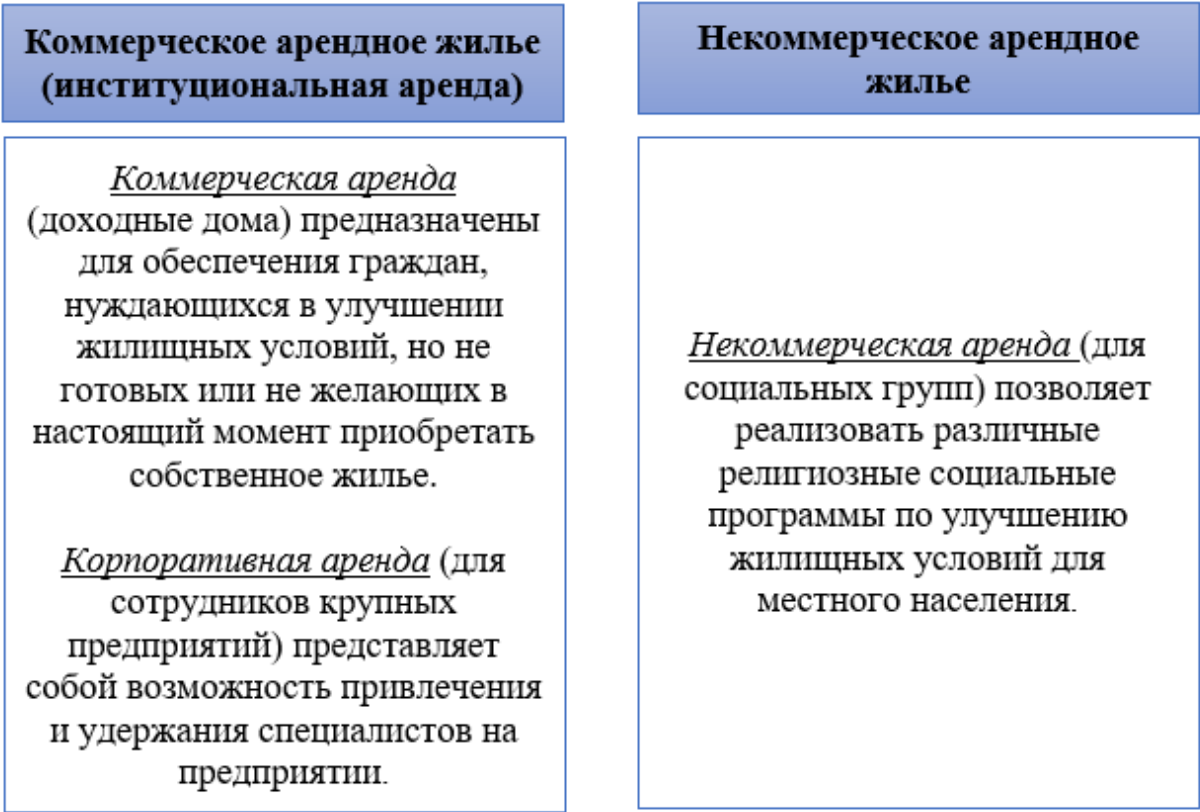 Коммерческое арендное жилье
(институциональная аренда)
Коммерческая аренда
(доходные дома) предназначены
для обеспечения граждан,
нуждающихся в улучшении
жилищных условий, но не
готовых или не желающих в
настоящий момент приобретать
собственное жилье.
Корпоративная аренда (для
сотрудников крупных
предприятий) представляет
собой возможность привлечения
и удержания специалистов на
предприятии.
Некоммерческое арендное
жилье
Некоммерческая аренда (для
социальных групп) позволяет
реализовать различные
религиозные социальные
программы по улучшению
жилищных условий для
местного населения.